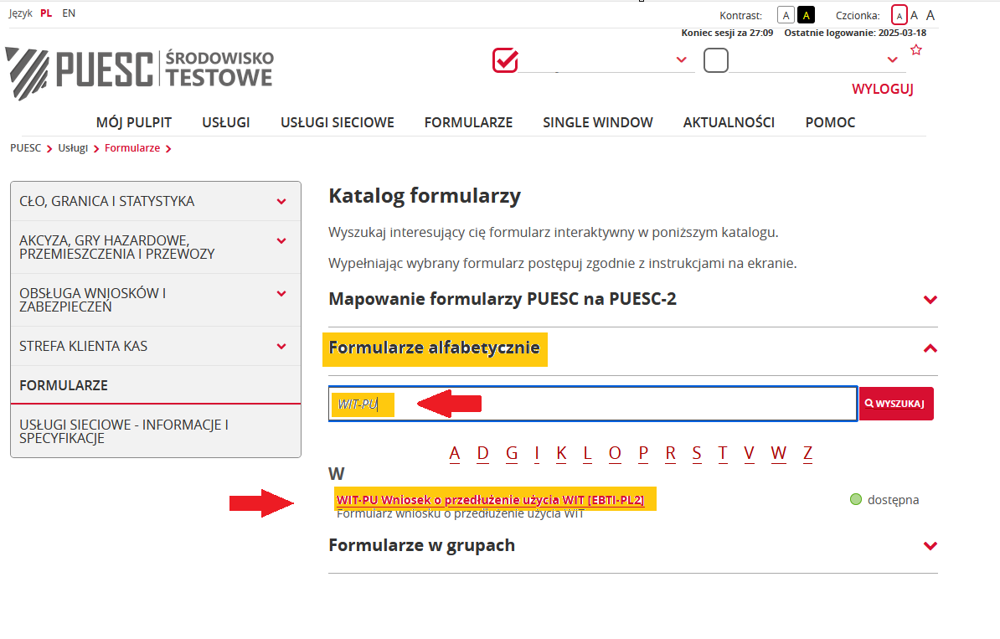 Język PL EN
Kontrast: A A Czcionka: A A A
Koniec sesji za 27:09 Ostatnie logowanie: 2025-03-18
PUESC ŚRODOWISKO
TESTOWE
WYLOGUJ
MÓJ PULPIT USŁUGI USŁUGI SIECIOWE FORMULARZE SINGLE WINDOW AKTUALNOŚCI POMOC
PUESC Usługi Formularze
CŁO, GRANICA I STATYSTYKA
AKCYZA, GRY HAZARDOWE,
PRZEMIESZCZENIA I PRZEWOZY
OBSŁUGA WNIOSKÓW I
ZABEZPIECZEŃ
STREFA KLIENTA KAS
FORMULARZE
USŁUGI SIECIOWE - INFORMACJE I
SPECYFIKACJE
Katalog formularzy
Wyszukaj interesujący cię formularz interaktywny w poniższym katalogu.
Wypełniając wybrany formularz postępuj zgodnie z instrukcjami na ekranie.
Mapowanie formularzy PUESC na PUESC-2
Formularze alfabetycznie
WIT-PU WYSZUKAJ
A D G I K L O P R S T V W Z
W
WIT-PU Wniosek o przedłużenie użycia WIT [EBTI-PL2] dostępna
Formularz wniosku o przedłużenie użycia WIT
Formularze w grupach